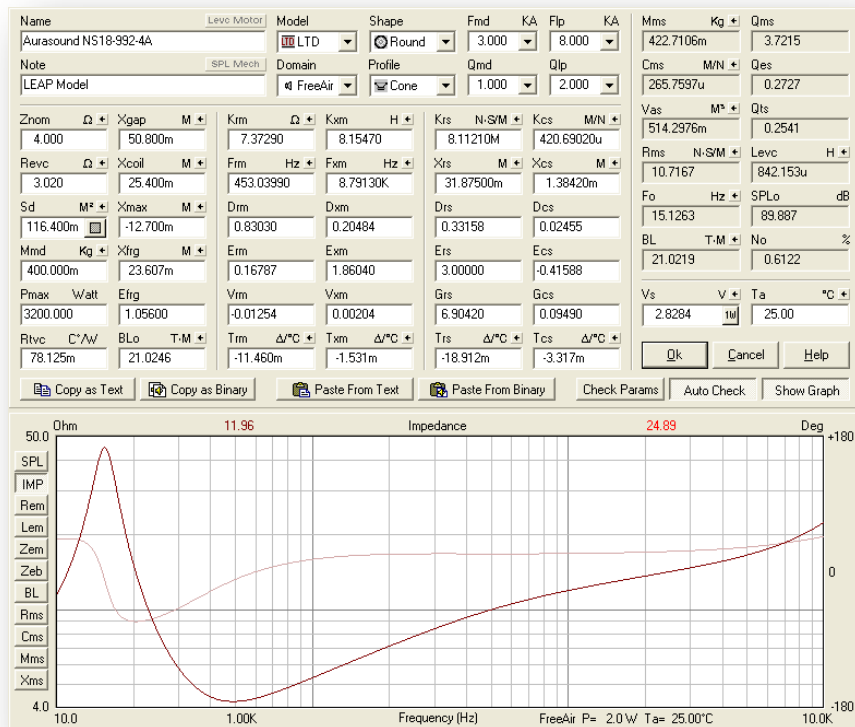 Name Levc Motor Model Shape Fmd KA Flp KA Mms Kg + Qms
Aurasound NS18-992-4A LTD LTD Round 3.000 8.000 422.7106m 3.7215
Note SPL Mech Domain Profile Qmd Qlp Cms M/N + Qes
LEAP Model FreeAir Cone 1.000 2.000 265.7597u 0.2727
Znom Ω + Xgap M + Krm Ω + Kxm H + Krs N·S/M + Kcs M/N + Vas M³ + Qts
4.000 50.800m 7.37290 8.15470 8.11210M 420.69020u 514.2976m 0.2541
Revc Ω + Xcoil M + Frm Hz + Fxm Hz + Xrs M + Xcs M + Rms N·S/M + Levc H +
3.020 25.400m 453.03990 8.79130K 31.87500m 1.38420m 10.7167 842.153u
Sd M² + Xmax M + Drm Dxm Drs Dcs Fo Hz + SPLo dB
116.400m -12.700m 0.83030 0.20484 0.33158 0.02455 15.1263 89.887
Mmd Kg + Xfrg M + Erm Exm Ers Ecs BL T·M + No %
400.000m 23.607m 0.16787 1.86040 3.00000 -0.41588 21.0219 0.6122
Pmax Watt Efrg Vrm Vxm Grs Gcs Vs V + Ta °C +
3200.000 1.05600 -0.01254 0.00204 6.90420 0.09490 2.8284 1W 25.00
Rtvc C°/W BLo T·M + Trm Δ/°C + Txm Δ/°C + Trs Δ/°C + Tcs Δ/°C +
78.125m 21.0246 -11.460m -1.531m -18.912m -3.317m Ok Cancel Help
Copy as Text Copy as Binary Paste From Text Paste From Binary Check Params Auto Check Show Graph
Ohm 11.96 Impedance 24.89 Deg
50.0 +180
SPL
IMP
Rem
Lem
Zem
Zeb 0
BL
Rms
Cms
Mms
Xms
4.0 -180
10.0 1.00K Frequency (Hz) FreeAir P= 2.0 W Ta= 25.00°C 10.0K